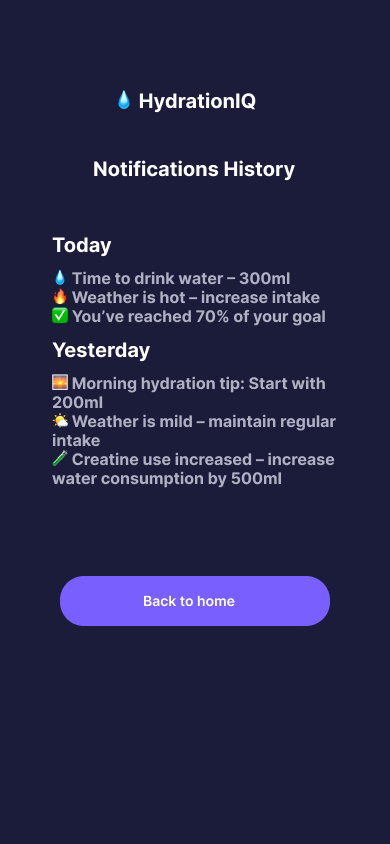 💧 HydrationIQ
Notifications History
Today
💧 Time to drink water – 300ml
🔥 Weather is hot – increase intake
✅ You’ve reached 70% of your goal
Yesterday
🌅 Morning hydration tip: Start with
200ml
🌤️ Weather is mild – maintain regular
intake
🧪 Creatine use increased – increase
water consumption by 500ml
Back to home